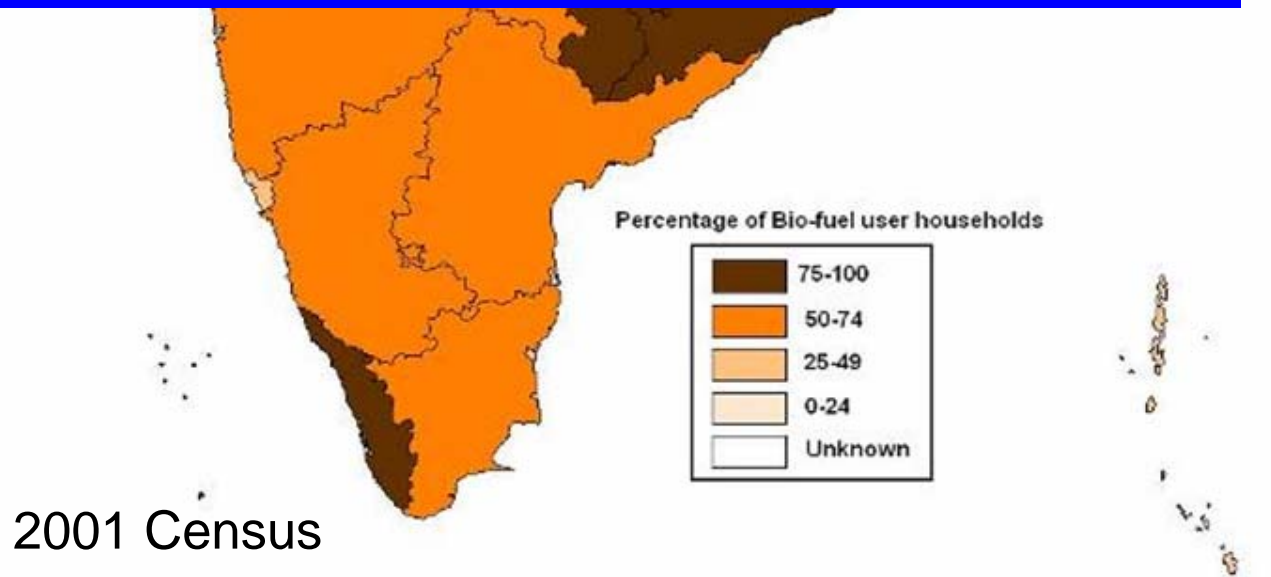 Percentage of Bio-fuel user households
75-100
50-74
25-49
0-24
Unknown
2001 Census